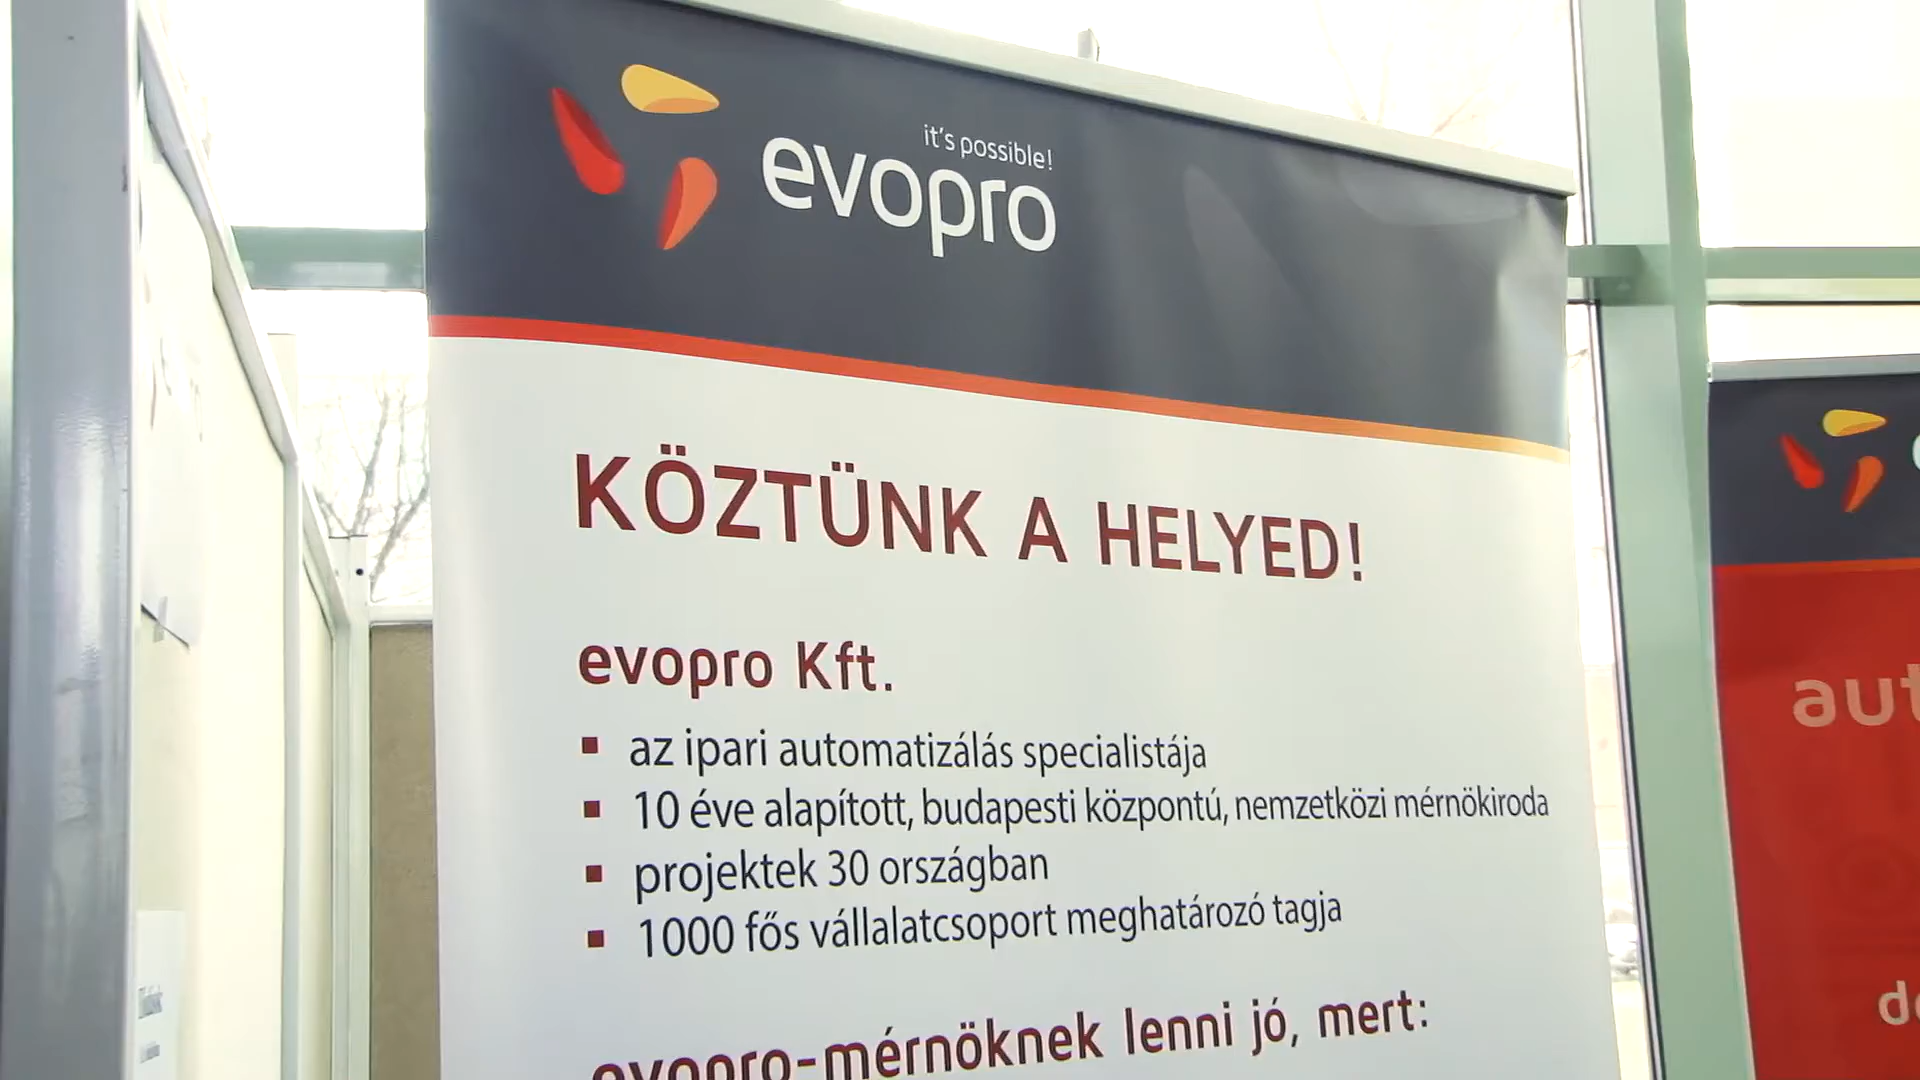 it's possible!
evopro
KÖZTÜNK A HELYED!
evopro Kft.
▪ az ipari automatizálás specialistája
▪ 10 éve alapított, budapesti központú, nemzetközi mérnökiroda
▪ projektek 30 országban
▪ 1000 fős vállalatcsoport meghatározó tagja
evopro-mérnöknek lenni jó, mert: